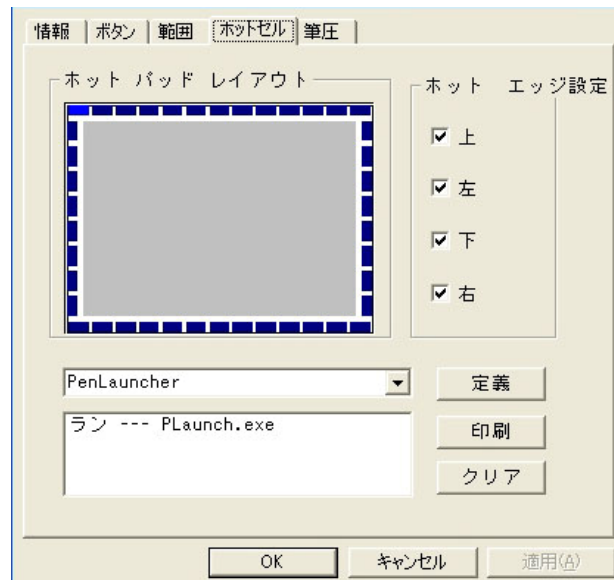 情報 ボタン 範囲 ホットセル 筆圧
ホット パッド レイアウト
ホット エッジ設定
上
左
下
右
PenLauncher
定義
ラン --- PLaunch.exe
印刷
クリア
OK キャンセル 適用(A)